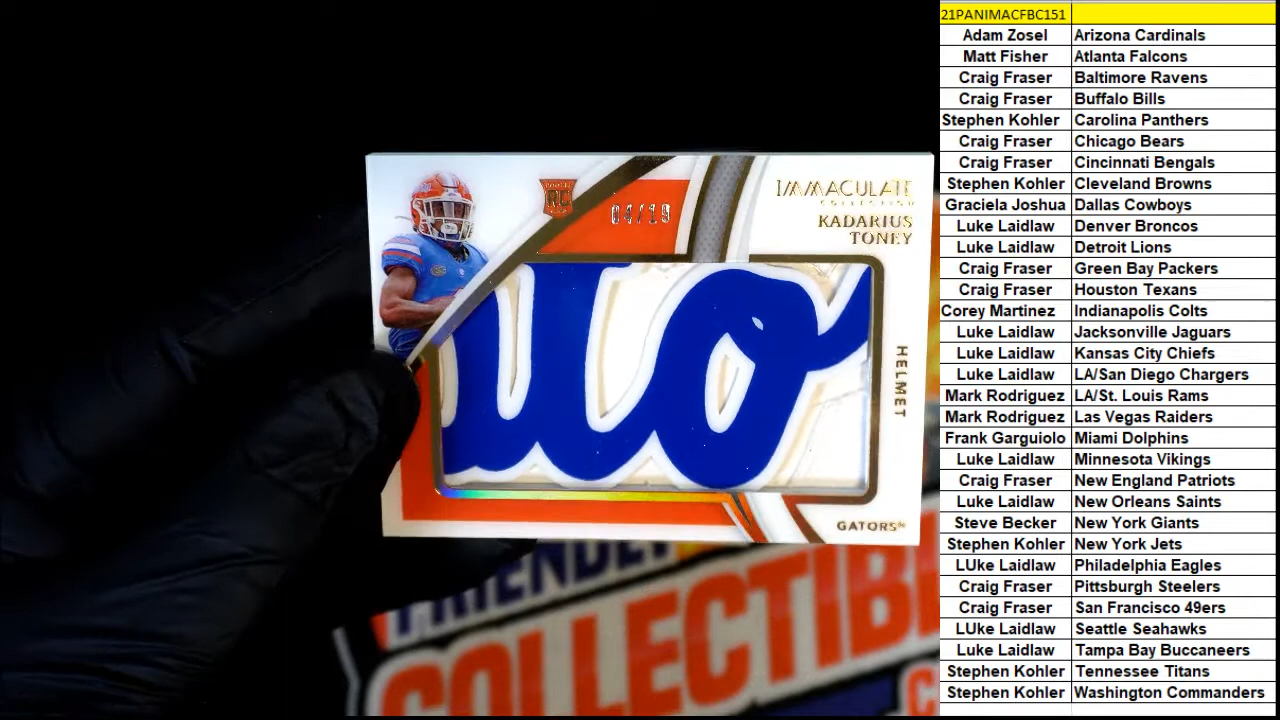 RC
04/19
IMMACULATE
COLLECTION
KADARIUS
TONEY
uo
HELMET
GATORS
COLLECTIB
21PANIMACFBC151
Adam Zosel Arizona Cardinals
Matt Fisher Atlanta Falcons
Craig Fraser Baltimore Ravens
Craig Fraser Buffalo Bills
Stephen Kohler Carolina Panthers
Craig Fraser Chicago Bears
Craig Fraser Cincinnati Bengals
Stephen Kohler Cleveland Browns
Graciela Joshua Dallas Cowboys
Luke Laidlaw Denver Broncos
Luke Laidlaw Detroit Lions
Craig Fraser Green Bay Packers
Craig Fraser Houston Texans
Corey Martinez Indianapolis Colts
Luke Laidlaw Jacksonville Jaguars
Luke Laidlaw Kansas City Chiefs
Luke Laidlaw LA/San Diego Chargers
Mark Rodriguez LA/St. Louis Rams
Mark Rodriguez Las Vegas Raiders
Frank Garguiolo Miami Dolphins
Luke Laidlaw Minnesota Vikings
Craig Fraser New England Patriots
Luke Laidlaw New Orleans Saints
Steve Becker New York Giants
Stephen Kohler New York Jets
LUke Laidlaw Philadelphia Eagles
Craig Fraser Pittsburgh Steelers
Craig Fraser San Francisco 49ers
LUke Laidlaw Seattle Seahawks
Luke Laidlaw Tampa Bay Buccaneers
Stephen Kohler Tennessee Titans
Stephen Kohler Washington Commanders